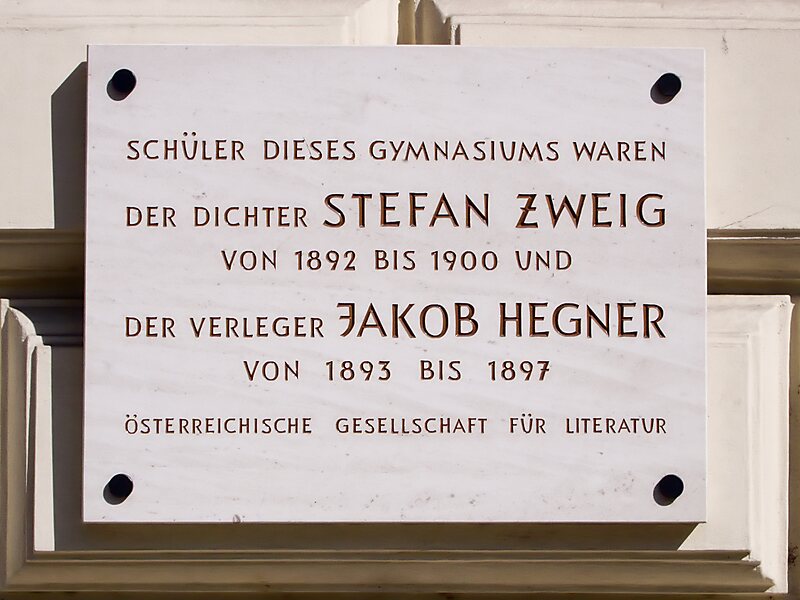 SCHÜLER DIESES GYMNASIUMS WAREN
DER DICHTER STEFAN ZWEIG
VON 1892 BIS 1900 UND
DER VERLEGER JAKOB HEGNER
VON 1893 BIS 1897
ÖSTERREICHISCHE GESELLSCHAFT FÜR LITERATUR